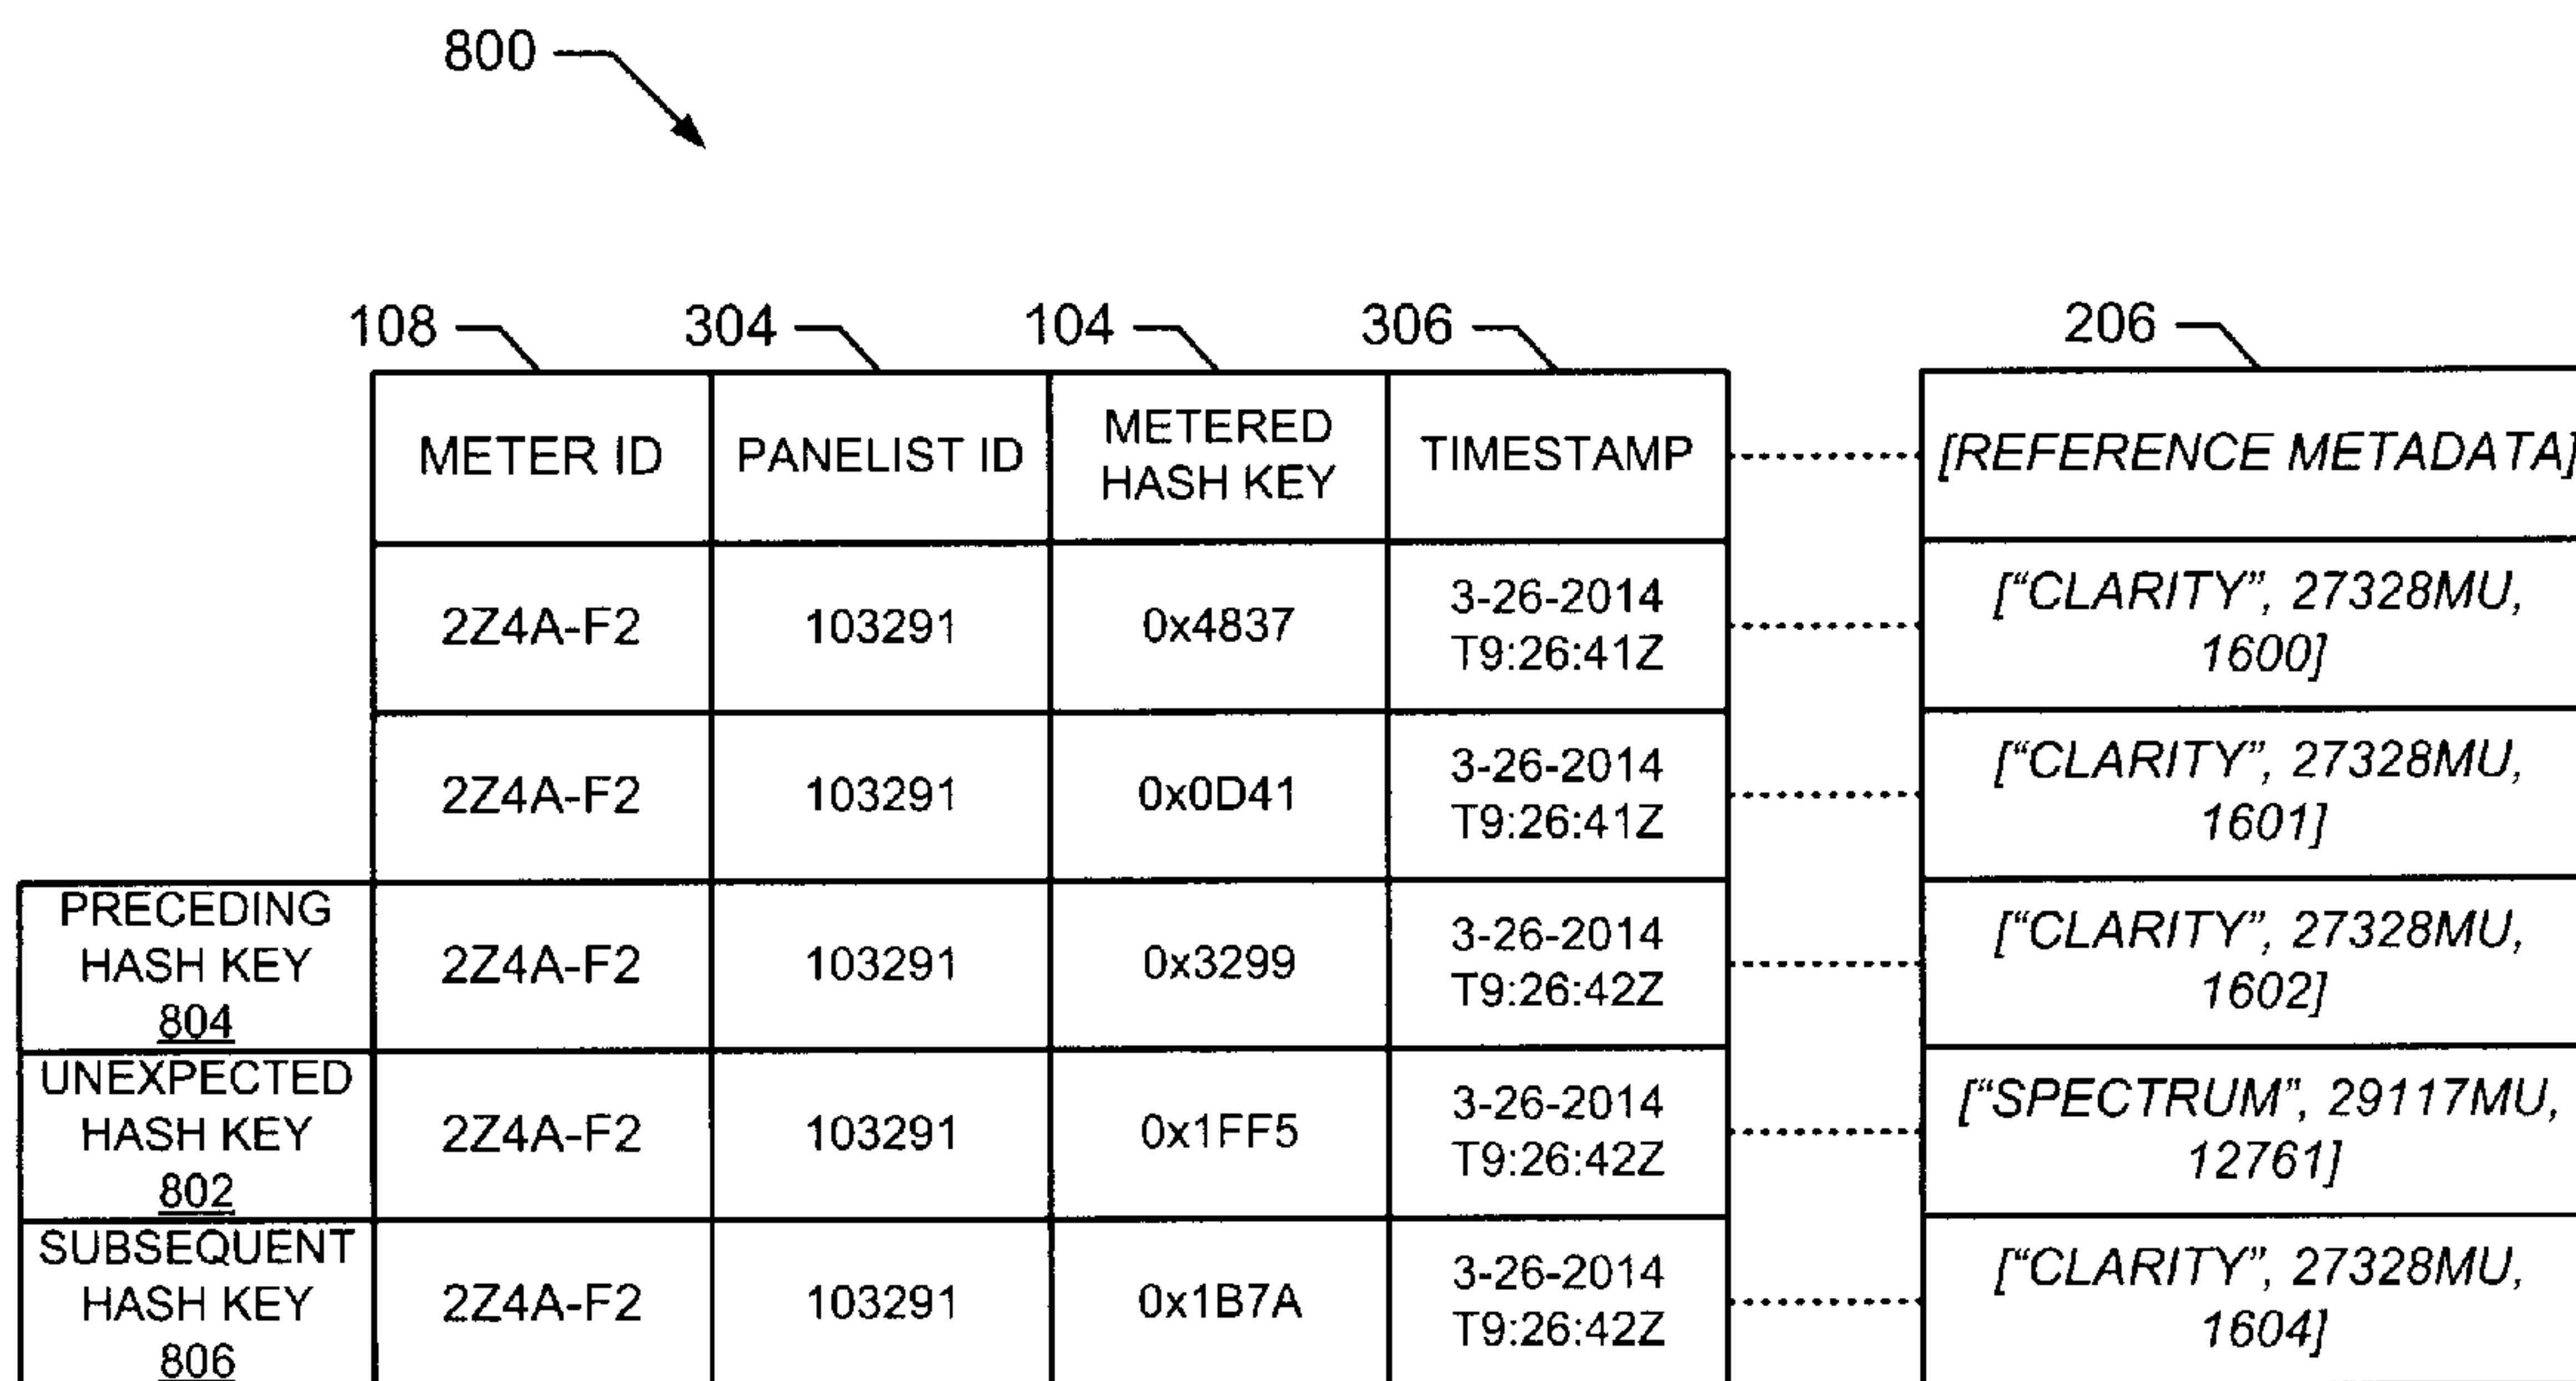 800
108
304
104
306
206
METER ID
PANELIST ID
METERED
HASH KEY
TIMESTAMP
[REFERENCE METADATA]
2Z4A-F2
103291
0x4837
3-26-2014
T9:26:41Z
["CLARITY”, 27328MU,
1600]
2Z4A-F2
103291
0x0D41
3-26-2014
T9:26:41Z
[“CLARITY”, 27328MU,
1601]
PRECEDING
HASH KEY
804
2Z4A-F2
103291
0x3299
3-26-2014
T9:26:42Z
[“CLARITY”, 27328MU,
1602]
UNEXPECTED
HASH KEY
802
2Z4A-F2
103291
0x1FF5
3-26-2014
T9:26:42Z
[“SPECTRUM”, 29117MU,
12761]
SUBSEQUENT
HASH KEY
806
2Z4A-F2
103291
0x1B7A
3-26-2014
T9:26:42Z
[“CLARITY”, 27328MU,
1604]